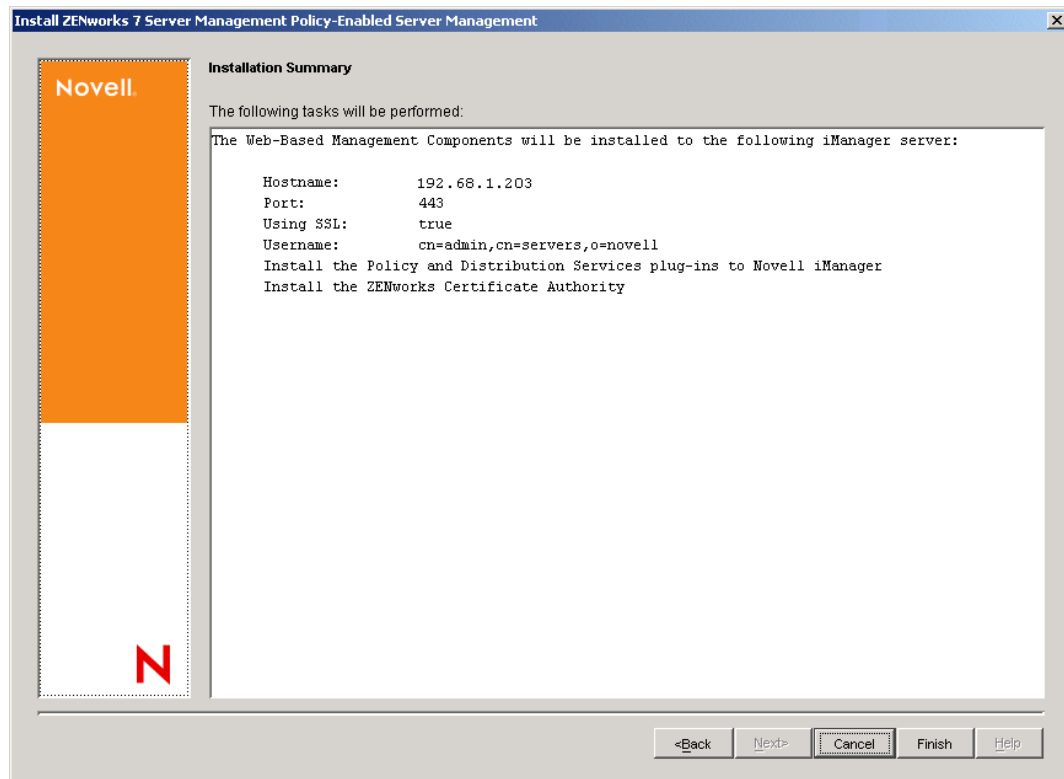 Install ZENworks 7 Server Management Policy-Enabled Server Management
Novell.
Installation Summary
The following tasks will be performed:
The Web-Based Management Components will be installed to the following iManager server:
Hostname: 192.68.1.203
Port: 443
Using SSL: true
Username: cn=admin,cn=servers,o=novell
Install the Policy and Distribution Services plug-ins to Novell iManager
Install the ZENworks Certificate Authority
N
<Back Next> Cancel Finish Help